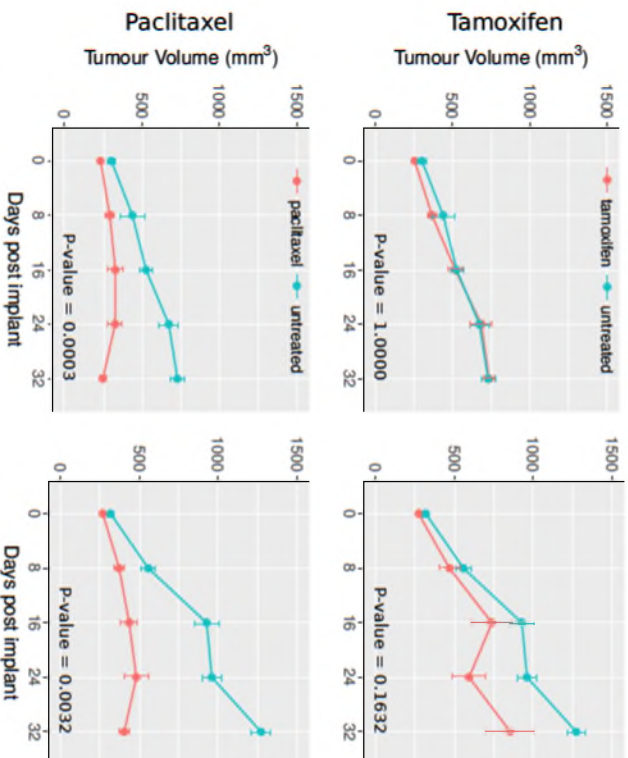 Tamoxifen
Tumour Volume (mm³)
tamoxifen untreated
1500
1000
500
0
P-value = 1.0000
0 8 16 24 32
1500
1000
500
0
P-value = 0.1632
0 8 16 24 32
Paclitaxel
Tumour Volume (mm³)
paclitaxel untreated
1500
1000
500
0
P-value = 0.0003
0 8 16 24 32
Days post implant
1500
1000
500
0
P-value = 0.0032
0 8 16 24 32
Days post implant